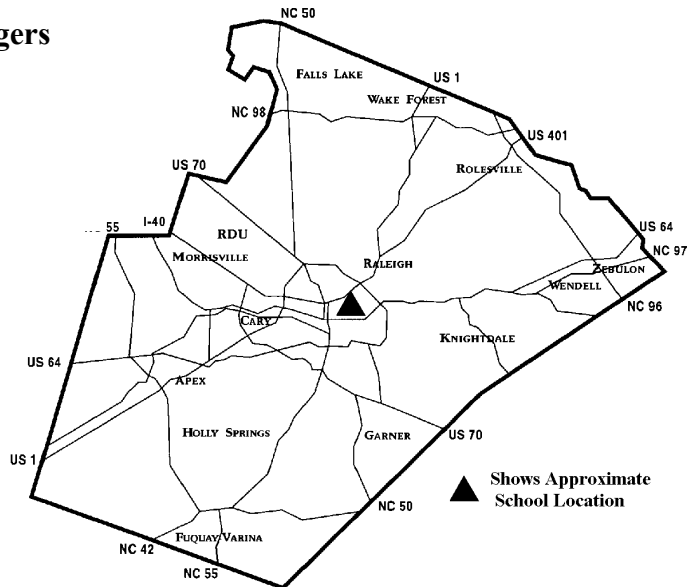 gers
NC 50
FALLS LAKE
US 1
WAKE FOREST
NC 98
US 401
US 70
ROLESVILLE
55
I-40
RDU
US 64
MORRISVILLE
RALEIGH
NC 97
ZEBULON
WENDELL
NC 96
CARY
KNIGHTDALE
US 64
APEX
HOLLY SPRINGS
GARNER
US 70
US 1
Shows Approximate
School Location
NC 50
FUQUAY VARINA
NC 42
NC 55